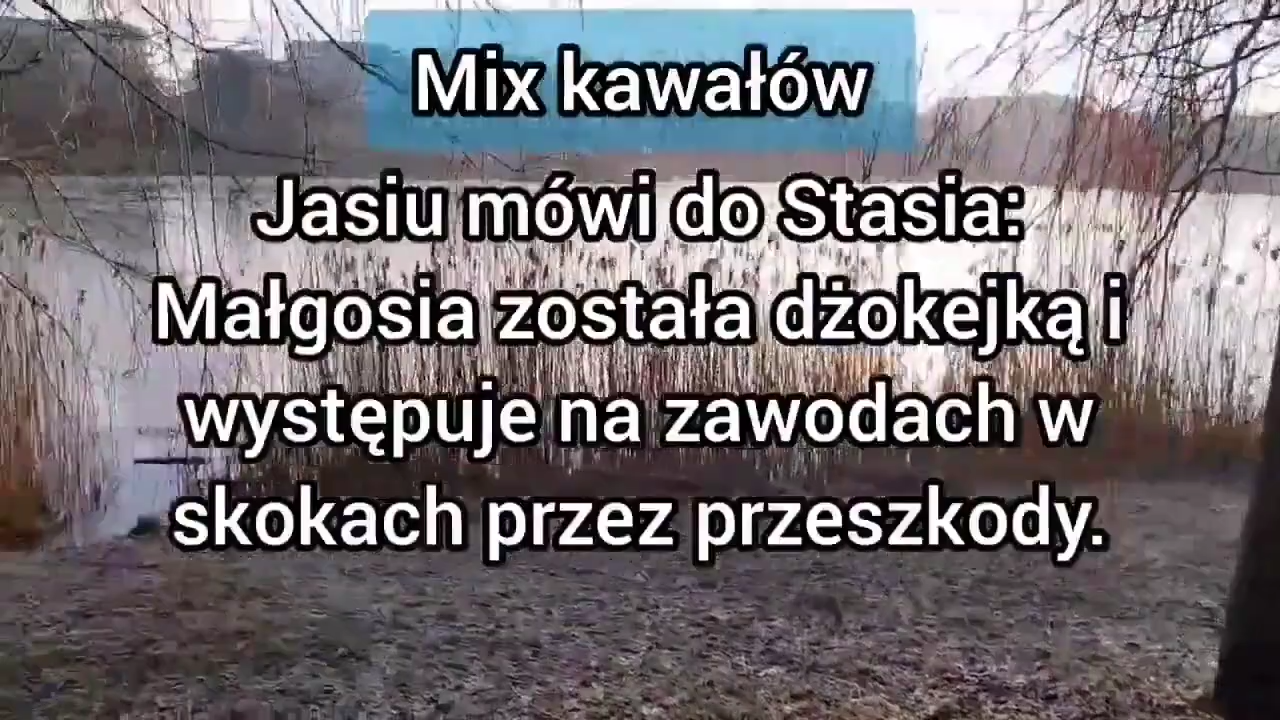 Mix kawałów
Jasiu mówi do Stasia:
Małgosia została dżokejką i
występuje na zawodach w
skokach przez przeszkody.